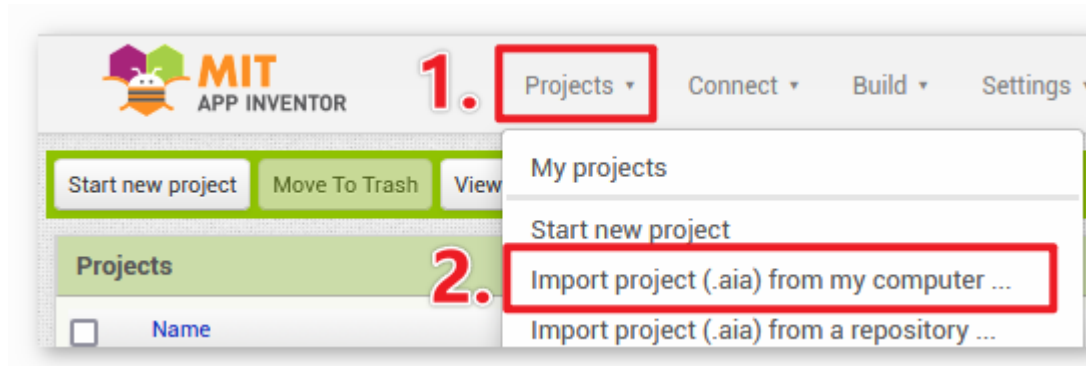 MIT
APP INVENTOR
1.
Projects ▾ Connect ▾ Build ▾ Settings
Start new project Move To Trash View
My projects
Start new project
Projects
2.
Import project (.aia) from my computer ...
Name
Import project (.aia) from a repository ...